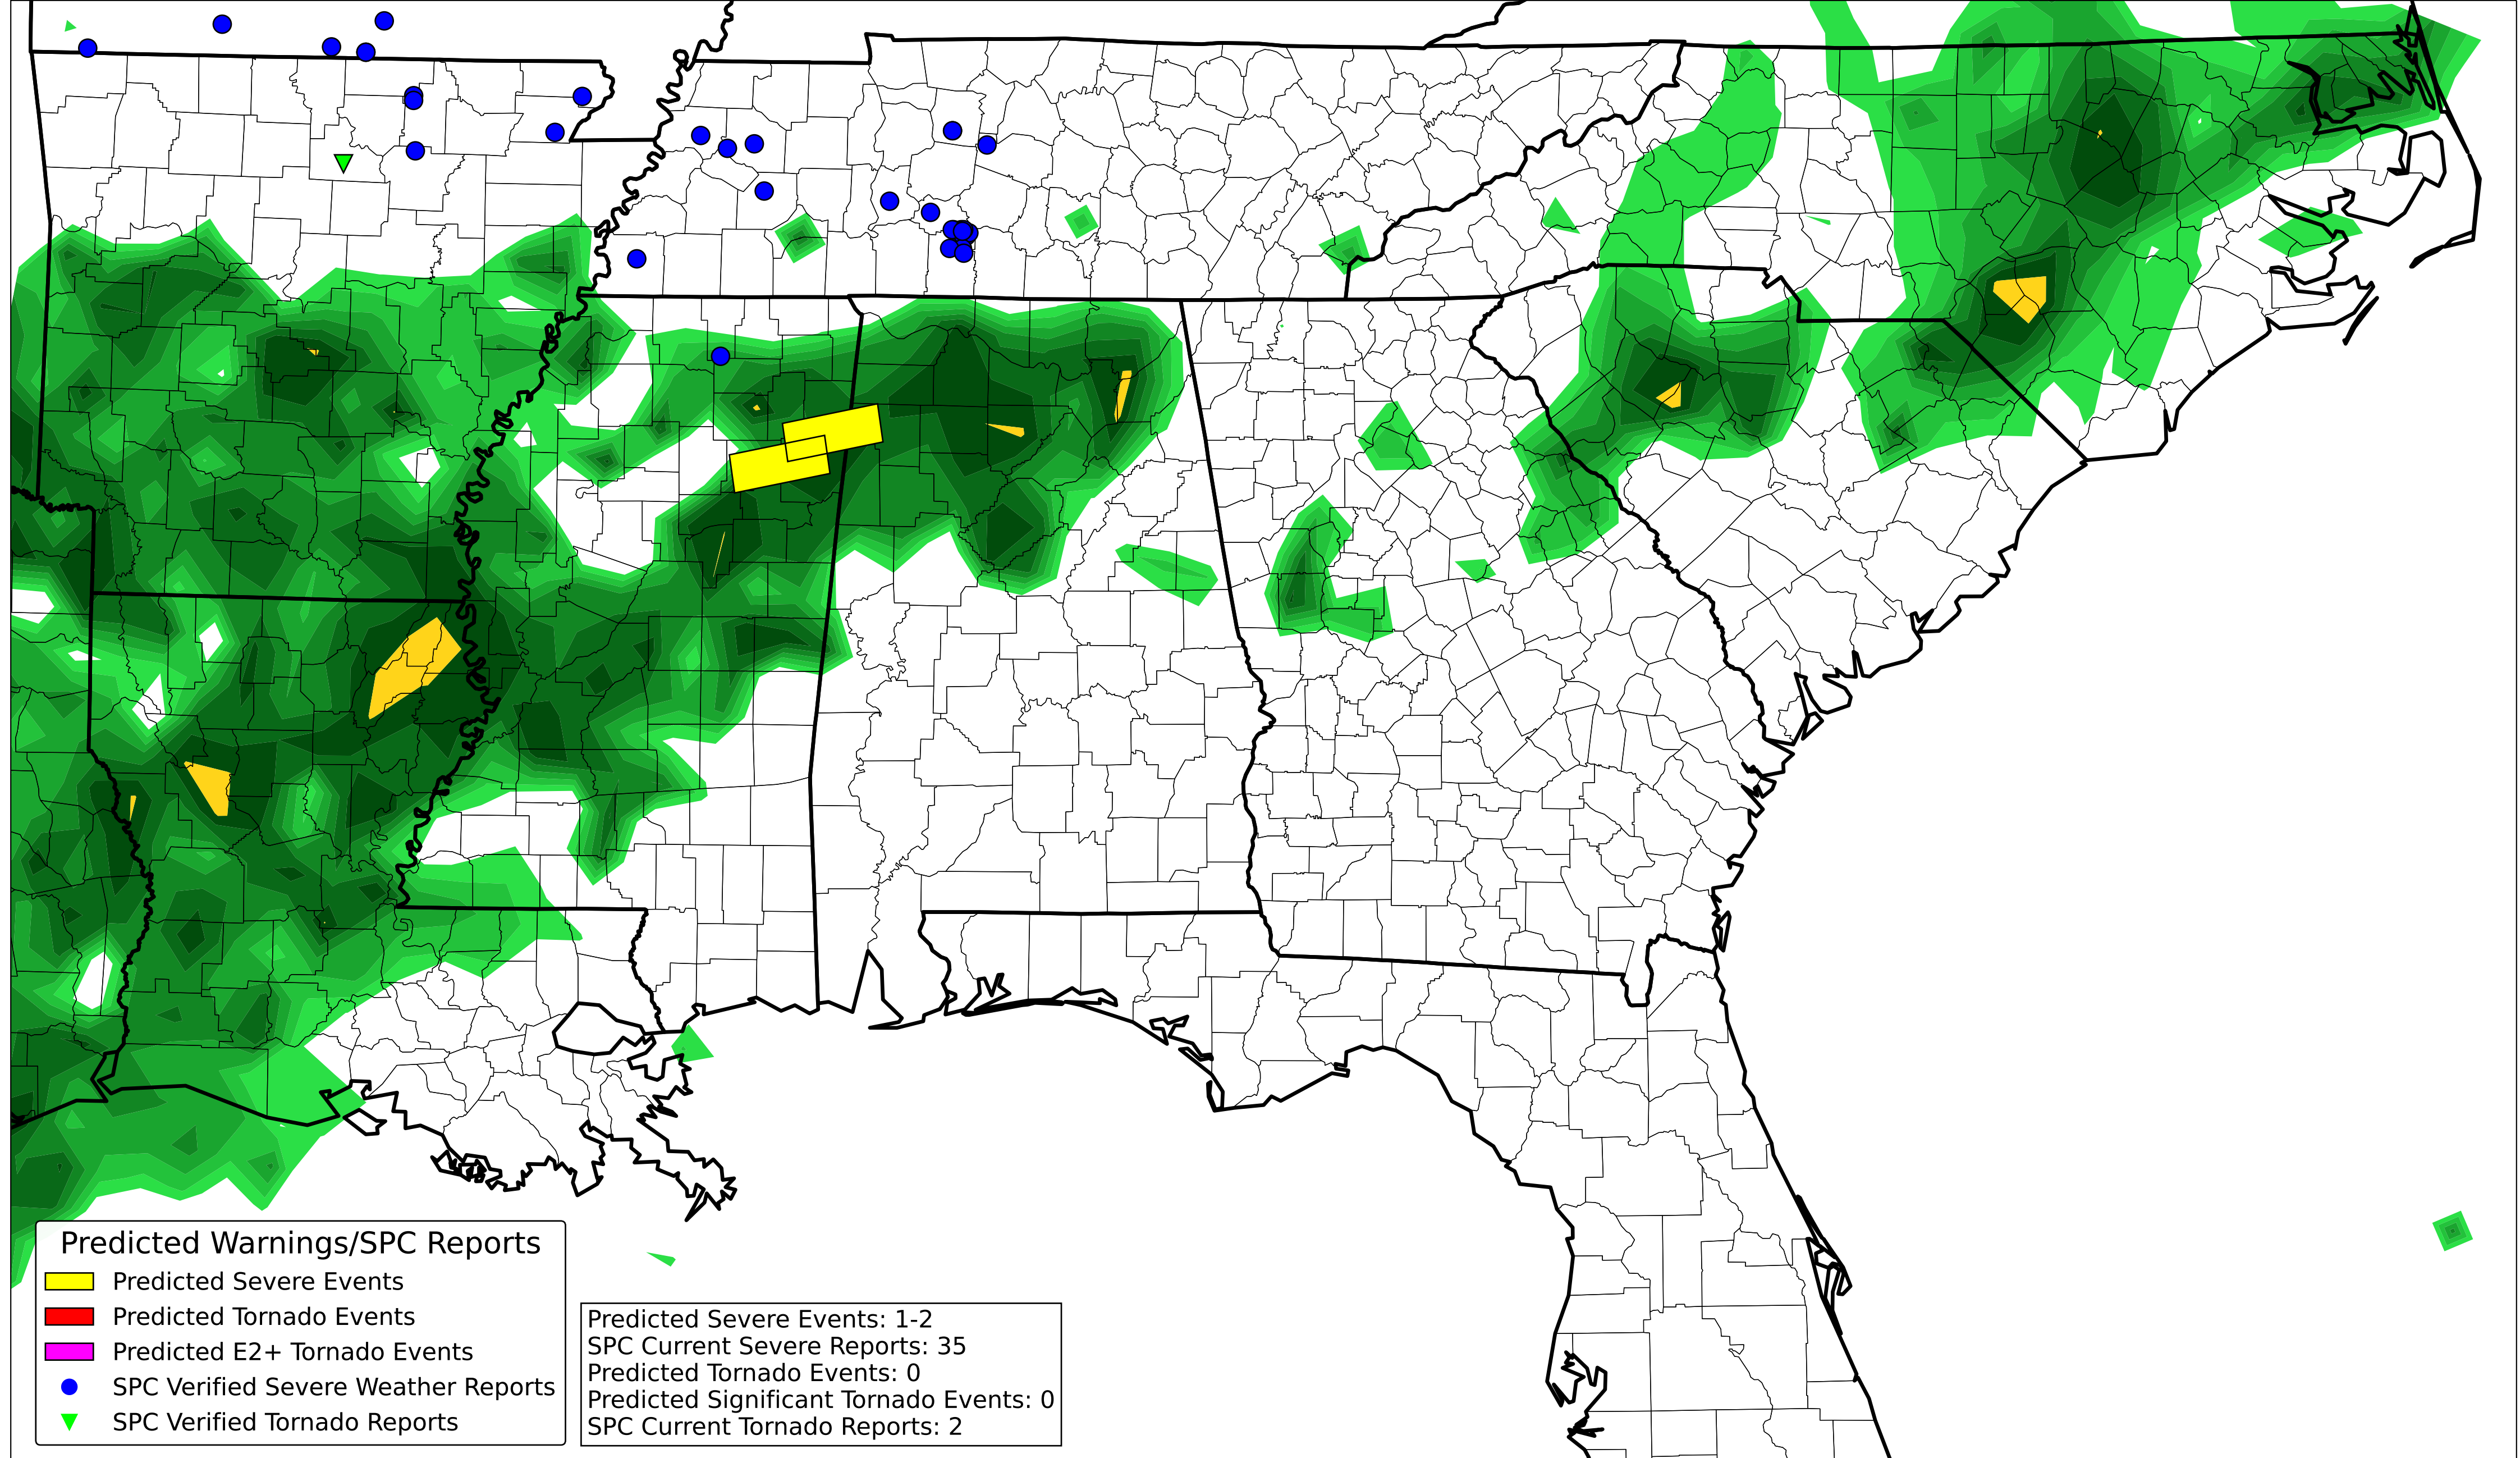 Predicted Warnings/SPC Reports
Predicted Severe Events
Predicted Tornado Events
Predicted E2+ Tornado Events
SPC Verified Severe Weather Reports
SPC Verified Tornado Reports
Predicted Severe Events: 1-2
SPC Current Severe Reports: 35
Predicted Tornado Events: 0
Predicted Significant Tornado Events: 0
SPC Current Tornado Reports: 2